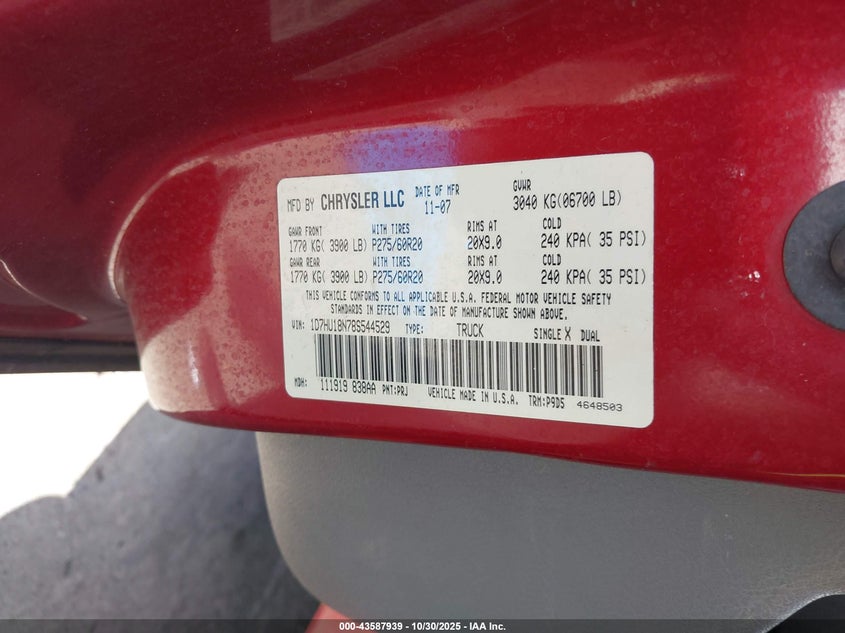 MFD BY CHRYSLER LLC DATE OF MFR 11-07 GVWR 3040 KG(06700 LB)
GAWR FRONT WITH TIRES RIMS AT COLD
1770 KG( 3900 LB) P275/60R20 20X9.0 240 KPA( 35 PSI)
GAWR REAR WITH TIRES RIMS AT COLD
1770 KG( 3900 LB) P275/60R20 20X9.0 240 KPA( 35 PSI)
THIS VEHICLE CONFORMS TO ALL APPLICABLE U.S.A. FEDERAL MOTOR VEHICLE SAFETY
STANDARDS IN EFFECT ON THE DATE OF MANUFACTURE SHOWN ABOVE.
VIN: 1D7HU18N78S544529 TYPE: TRUCK SINGLE X DUAL
MDH: 111919 838AA PNT:PRJ VEHICLE MADE IN U.S.A. TRM:P9D5 4648503
000-43587939 - 10/30/2025 - IAA Inc.